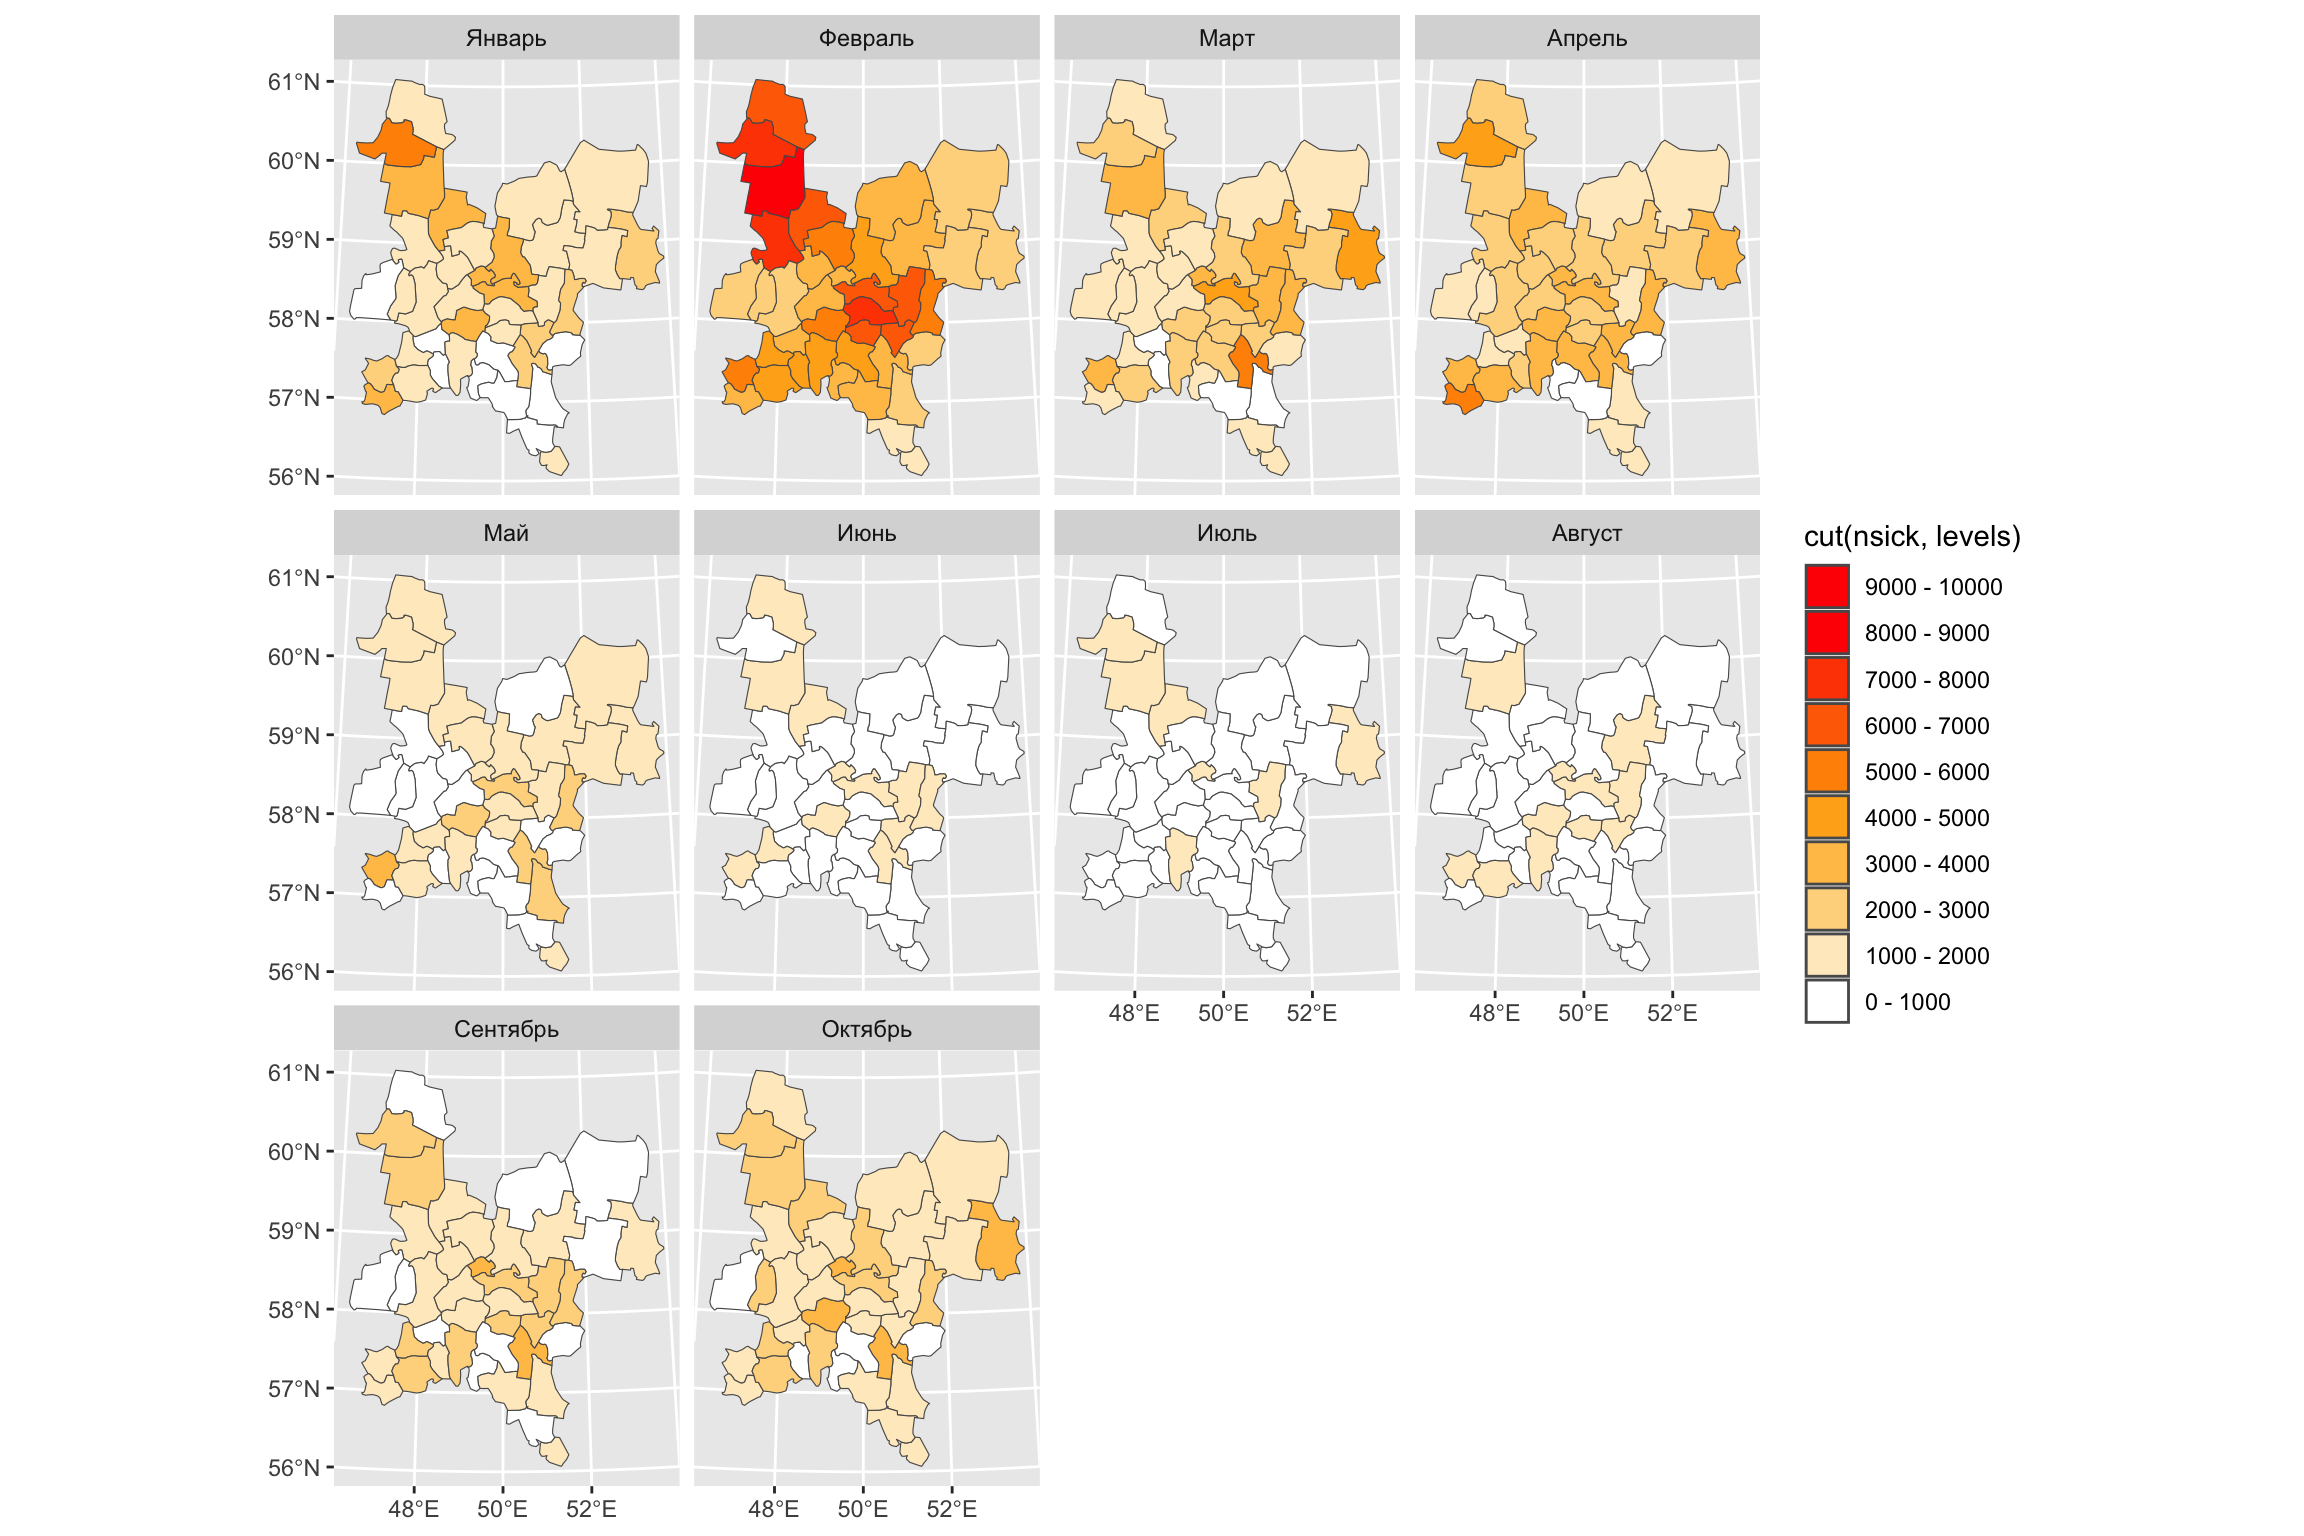 Январь
Февраль
Март
Апрель
61°N
60°N
59°N
58°N
57°N
56°N
Май
Июнь
Июль
Август
61°N
60°N
59°N
58°N
57°N
56°N
48°E 50°E 52°E
48°E 50°E 52°E
cut(nsick, levels)
9000 - 10000
8000 - 9000
7000 - 8000
6000 - 7000
5000 - 6000
4000 - 5000
3000 - 4000
2000 - 3000
1000 - 2000
0 - 1000
Сентябрь
Октябрь
61°N
60°N
59°N
58°N
57°N
56°N
48°E 50°E 52°E
48°E 50°E 52°E